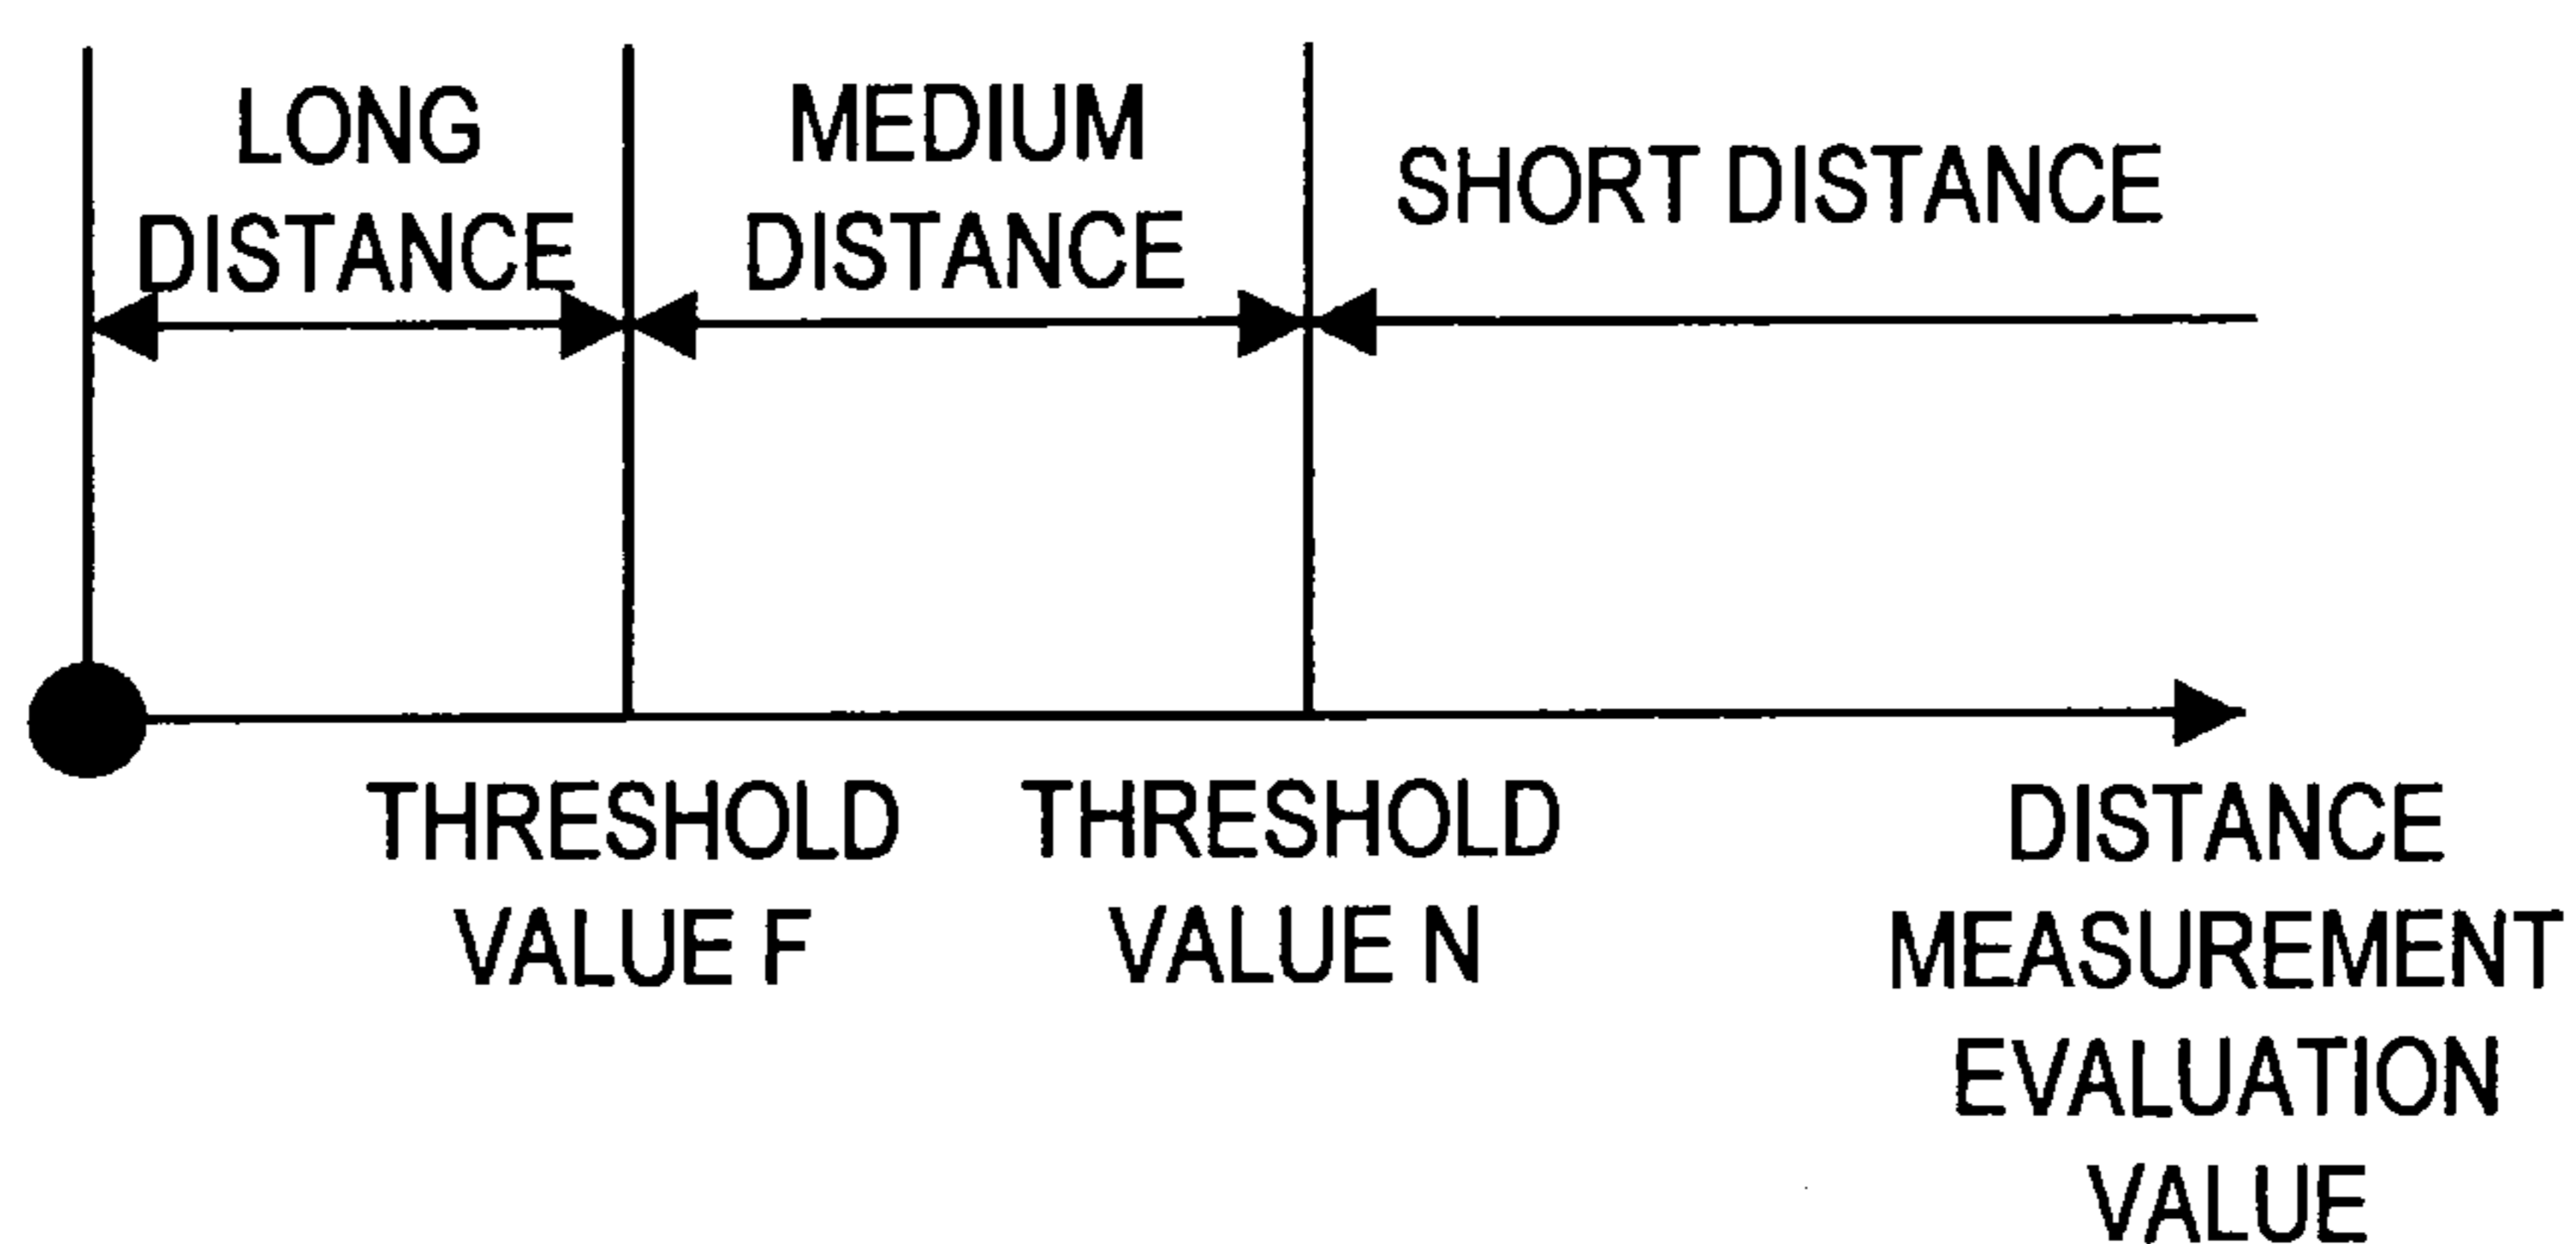 LONG
DISTANCE
MEDIUM
DISTANCE
SHORT DISTANCE
THRESHOLD
VALUE F
THRESHOLD
VALUE N
DISTANCE
MEASUREMENT
EVALUATION
VALUE